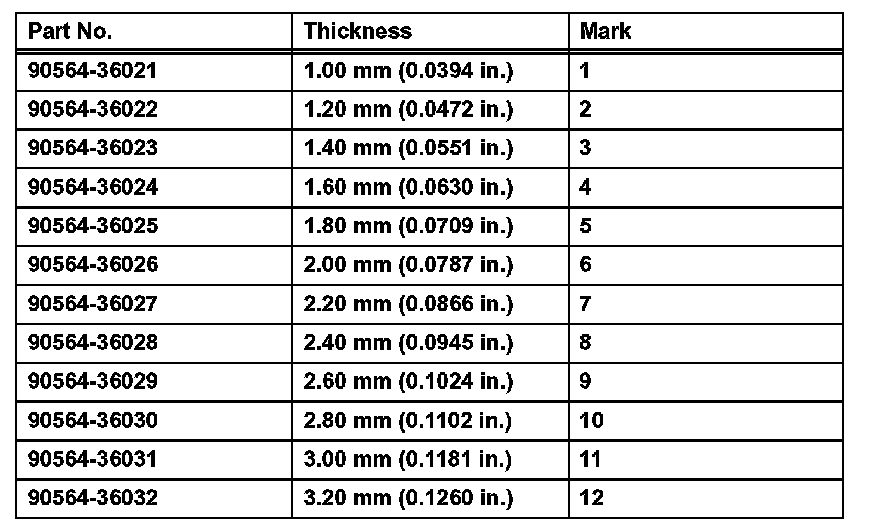 Part No. Thickness Mark
90564-36021 1.00 mm (0.0394 in.) 1
90564-36022 1.20 mm (0.0472 in.) 2
90564-36023 1.40 mm (0.0551 in.) 3
90564-36024 1.60 mm (0.0630 in.) 4
90564-36025 1.80 mm (0.0709 in.) 5
90564-36026 2.00 mm (0.0787 in.) 6
90564-36027 2.20 mm (0.0866 in.) 7
90564-36028 2.40 mm (0.0945 in.) 8
90564-36029 2.60 mm (0.1024 in.) 9
90564-36030 2.80 mm (0.1102 in.) 10
90564-36031 3.00 mm (0.1181 in.) 11
90564-36032 3.20 mm (0.1260 in.) 12